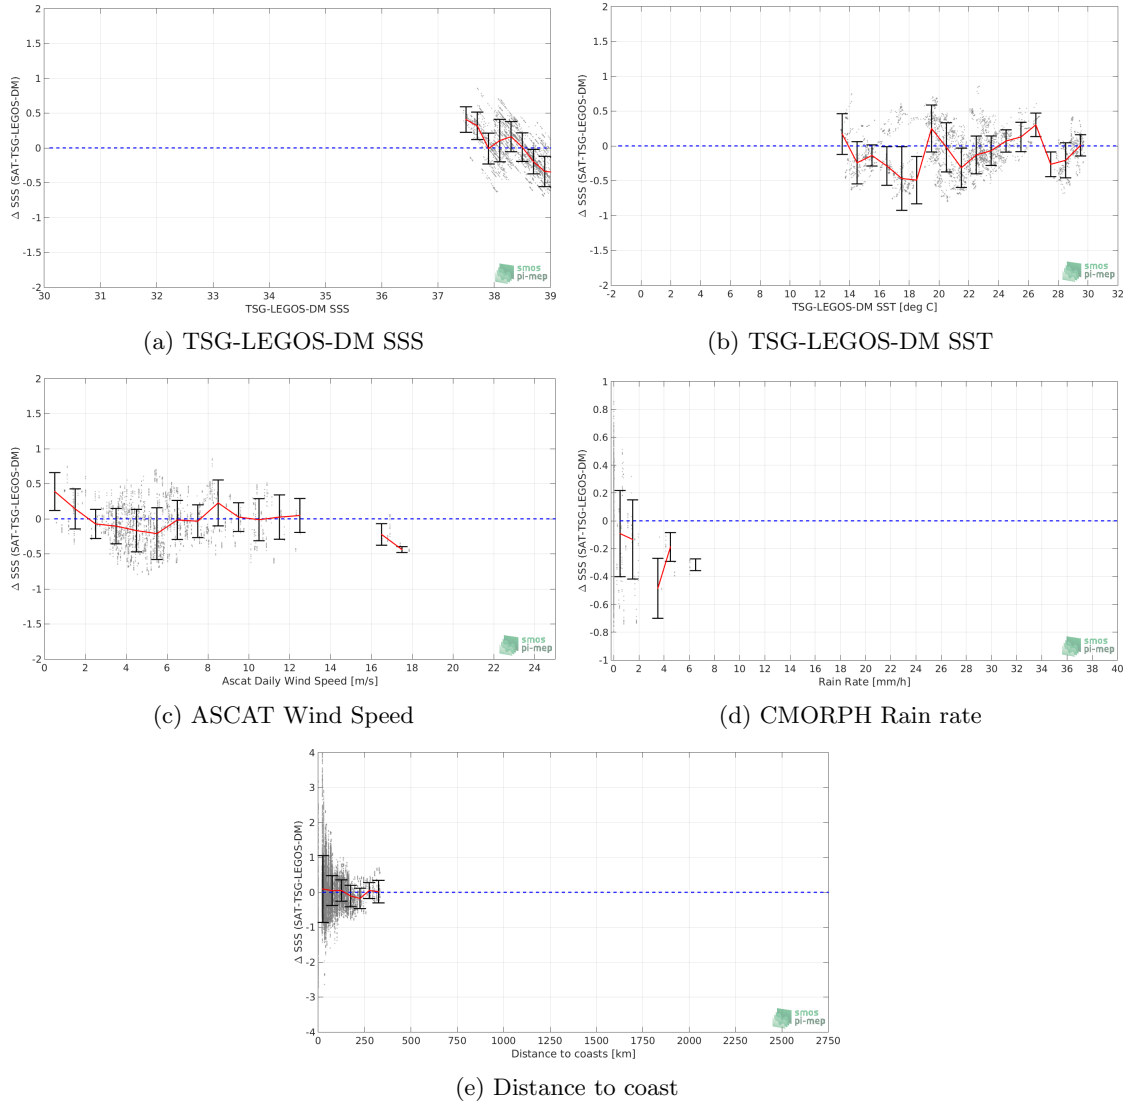 2
1.5
1
0.5
0
-0.5
-1
-1.5
-2
Δ SSS (SAT-TSG-LEGOS-DM)
30 31 32 33 34 35 36 37 38 39
TSG-LEGOS-DM SSS
smos
pi-mep
(a) TSG-LEGOS-DM SSS
2
1.5
1
0.5
0
-0.5
-1
-1.5
-2
Δ SSS (SAT-TSG-LEGOS-DM)
-2 0 2 4 6 8 10 12 14 16 18 20 22 24 26 28 30 32
TSG-LEGOS-DM SST [deg C]
smos
pi-mep
(b) TSG-LEGOS-DM SST
2
1.5
1
0.5
0
-0.5
-1
-1.5
-2
Δ SSS (SAT-TSG-LEGOS-DM)
0 2 4 6 8 10 12 14 16 18 20 22 24
Ascat Daily Wind Speed [m/s]
smos
pi-mep
(c) ASCAT Wind Speed
1
0.8
0.6
0.4
0.2
0
-0.2
-0.4
-0.6
-0.8
-1
Δ SSS (SAT-TSG-LEGOS-DM)
0 2 4 6 8 10 12 14 16 18 20 22 24 26 28 30 32 34 36 38 40
Rain Rate [mm/h]
smos
pi-mep
(d) CMORPH Rain rate
4
3
2
1
0
-1
-2
-3
-4
Δ SSS (SAT-TSG-LEGOS-DM)
0 250 500 750 1000 1250 1500 1750 2000 2250 2500 2750
Distance to coasts [km]
smos
pi-mep
(e) Distance to coast